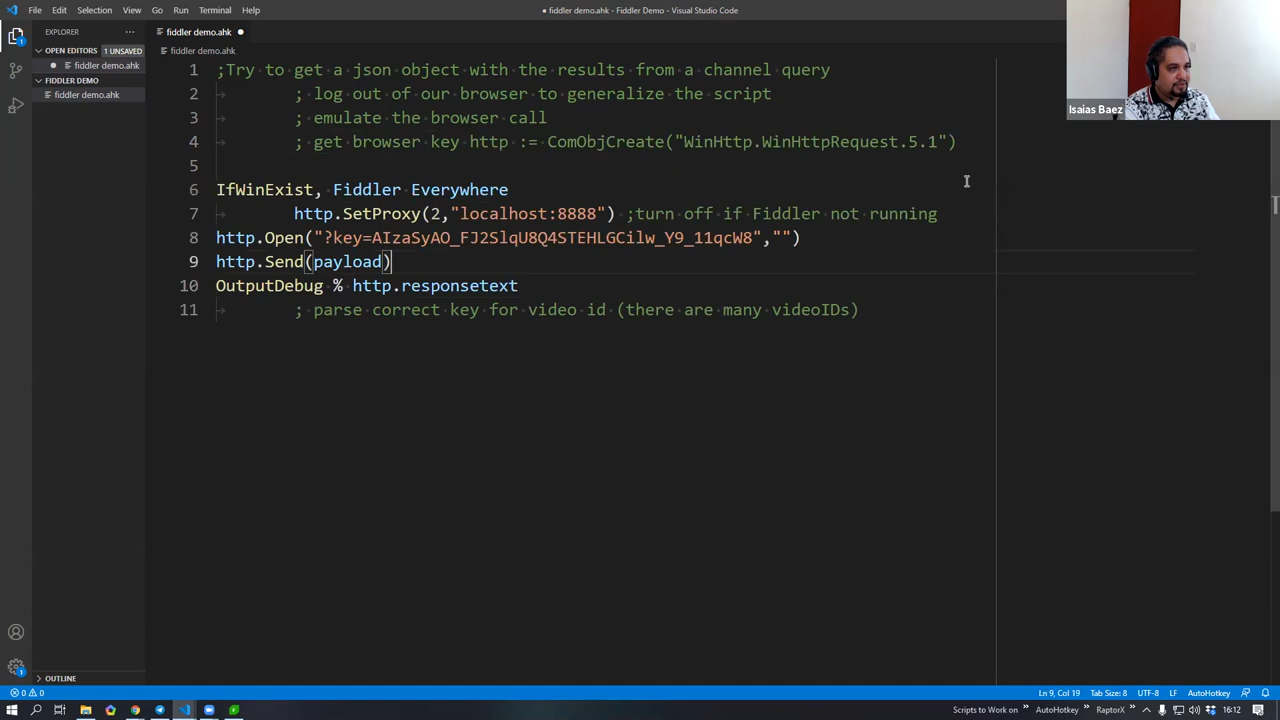 File Edit Selection View Go Run Terminal Help
● fiddler demo.ahk - Fiddler Demo - Visual Studio Code
EXPLORER
OPEN EDITORS 1 UNSAVED
fiddler demo.ahk
FIDDLER DEMO
fiddler demo.ahk
OUTLINE
fiddler demo.ahk
fiddler demo.ahk
1 ;Try to get a json object with the results from a channel query
2 ; log out of our browser to generalize the script
3 ; emulate the browser call
4 ; get browser key http := ComObjCreate("WinHttp.WinHttpRequest.5.1")
5
6 IfWinExist, Fiddler Everywhere
7 http.SetProxy(2,"localhost:8888") ;turn off if Fiddler not running
8 http.Open("?key=AIzaSyAO_FJ2SlqU8Q4STEHLGCilw_Y9_11qcW8","")
9 http.Send(payload)
10 OutputDebug % http.responsetext
11 ; parse correct key for video id (there are many videoIDs)
Isaias Baez
0 0
Ln 9, Col 19 Tab Size: 8 UTF-8 LF AutoHotkey
Scripts to Work on » AutoHotkey » RaptorX » 16:12